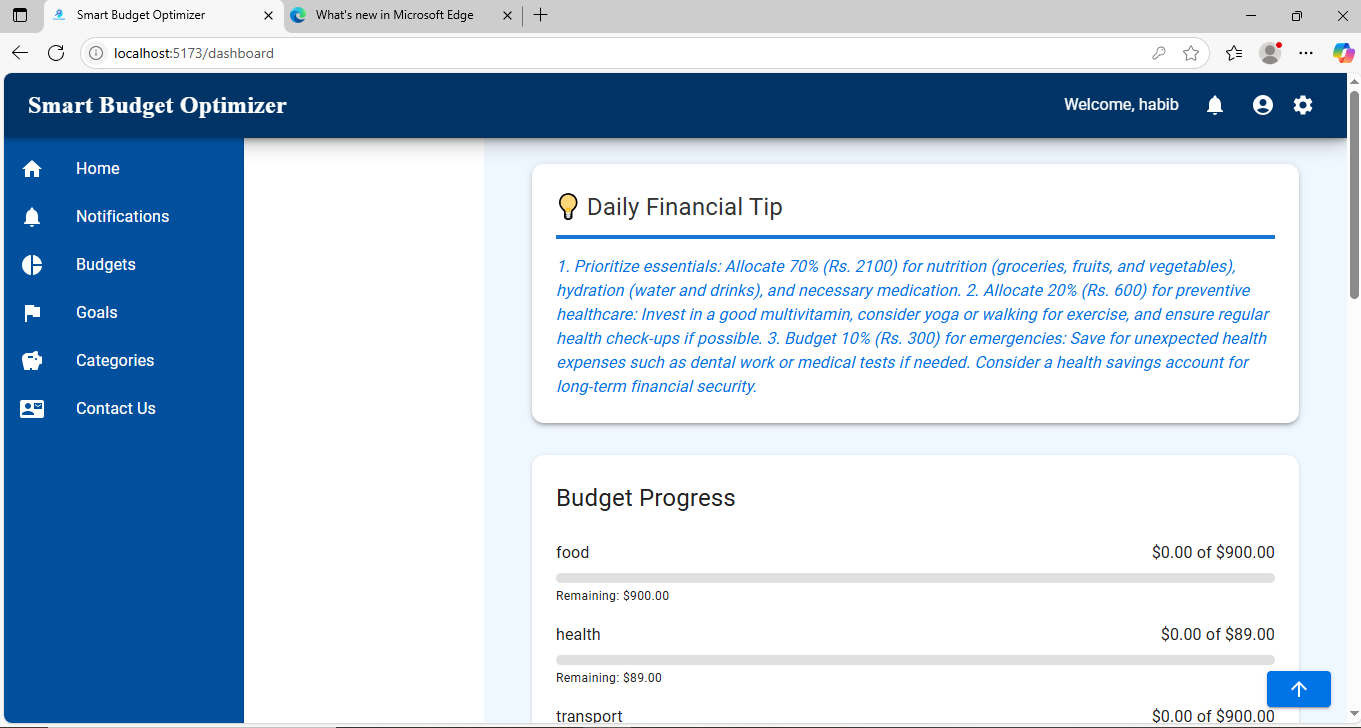 Smart Budget Optimizer
What's new in Microsoft Edge
localhost:5173/dashboard
Smart Budget Optimizer
Welcome, habib
Home
Notifications
Budgets
Goals
Categories
Contact Us
Daily Financial Tip
1. Prioritize essentials: Allocate 70% (Rs. 2100) for nutrition (groceries, fruits, and vegetables),
hydration (water and drinks), and necessary medication. 2. Allocate 20% (Rs. 600) for preventive
healthcare: Invest in a good multivitamin, consider yoga or walking for exercise, and ensure regular
health check-ups if possible. 3. Budget 10% (Rs. 300) for emergencies: Save for unexpected health
expenses such as dental work or medical tests if needed. Consider a health savings account for
long-term financial security.
Budget Progress
food $0.00 of $900.00
Remaining: $900.00
health $0.00 of $89.00
Remaining: $89.00
transport $0.00 of $900.00